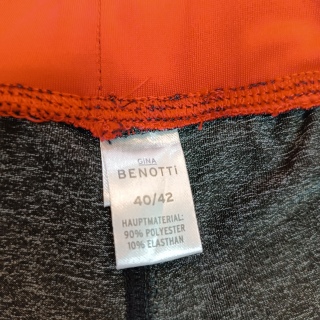 GINA
BENOTTI
40/42
HAUPTMATERIAL:
90% POLYESTER
10% ELASTHAN